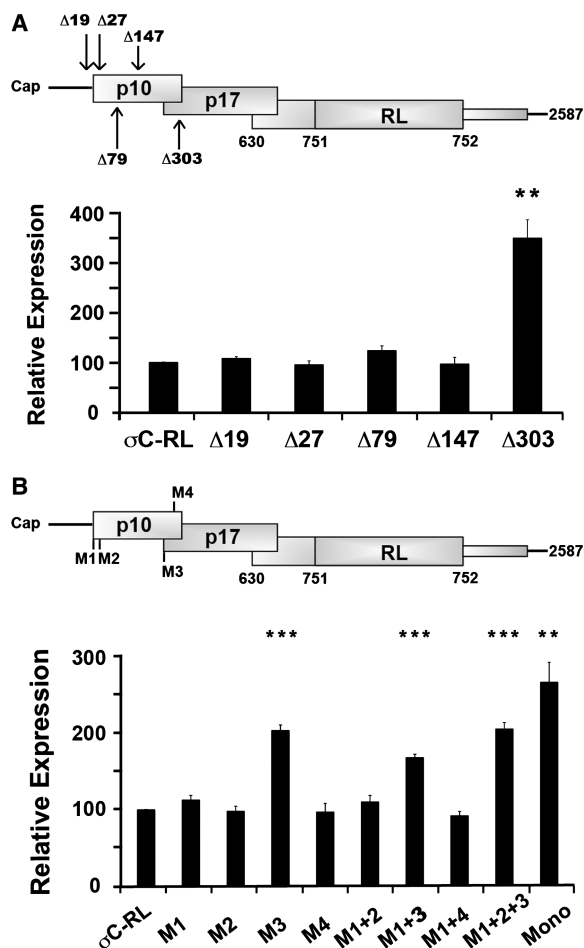 A
Δ19 Δ27
Δ147
Cap p10
p17
RL
2587
630 751 752
Δ79 Δ303
**
Relative Expression
400
300
200
100
0
σC-RL Δ19 Δ27 Δ79 Δ147 Δ303
B
M4
Cap p10
p17
RL
2587
M1 M2
M3
630 751 752
*** *** *** **
Relative Expression
300
200
100
0
σC-RL M1 M2 M3 M4 M1+2 M1+3 M1+4 M1+2+3 Mono